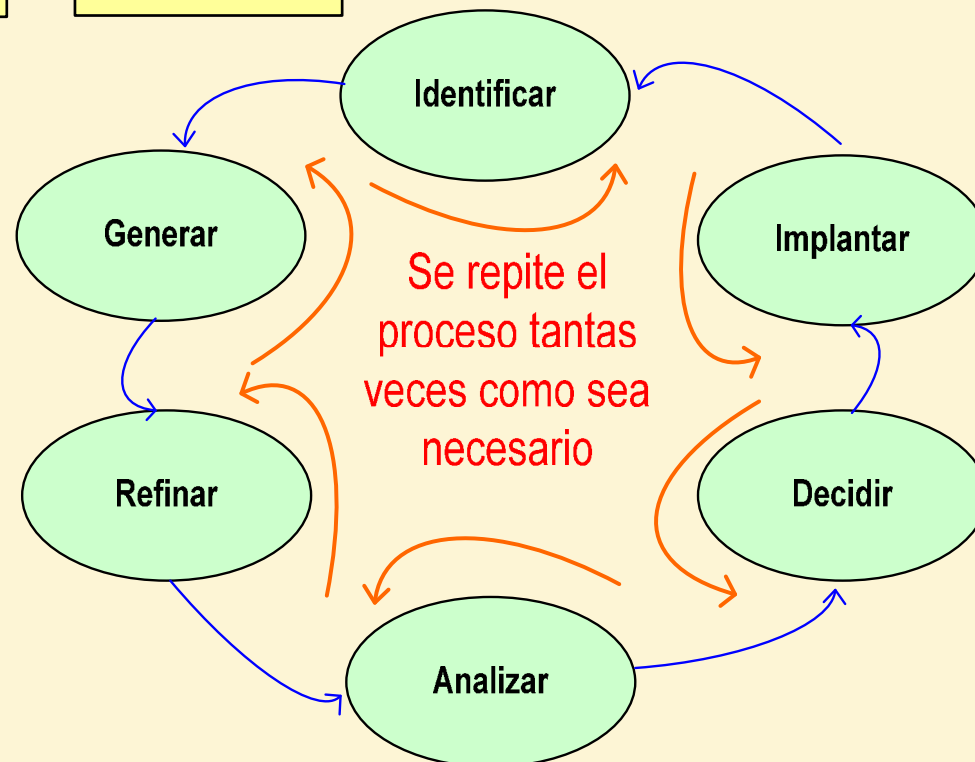 Identificar
Generar
Implantar
Se repite el
proceso tantas
veces como sea
necesario
Refinar
Decidir
Analizar